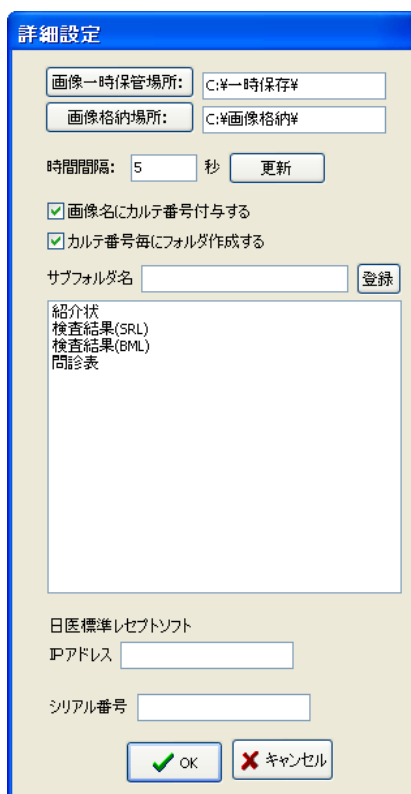 詳細設定
画像一時保管場所: C:¥一時保存¥
画像格納場所: C:¥画像格納¥
時間間隔: 5 秒 更新
画像名にカルテ番号付与する
カルテ番号毎にフォルダ作成する
サブフォルダ名 登録
紹介状
検査結果(SRL)
検査結果(BML)
問診表
日医標準レセプトソフト
IPアドレス
シリアル番号
OK キャンセル